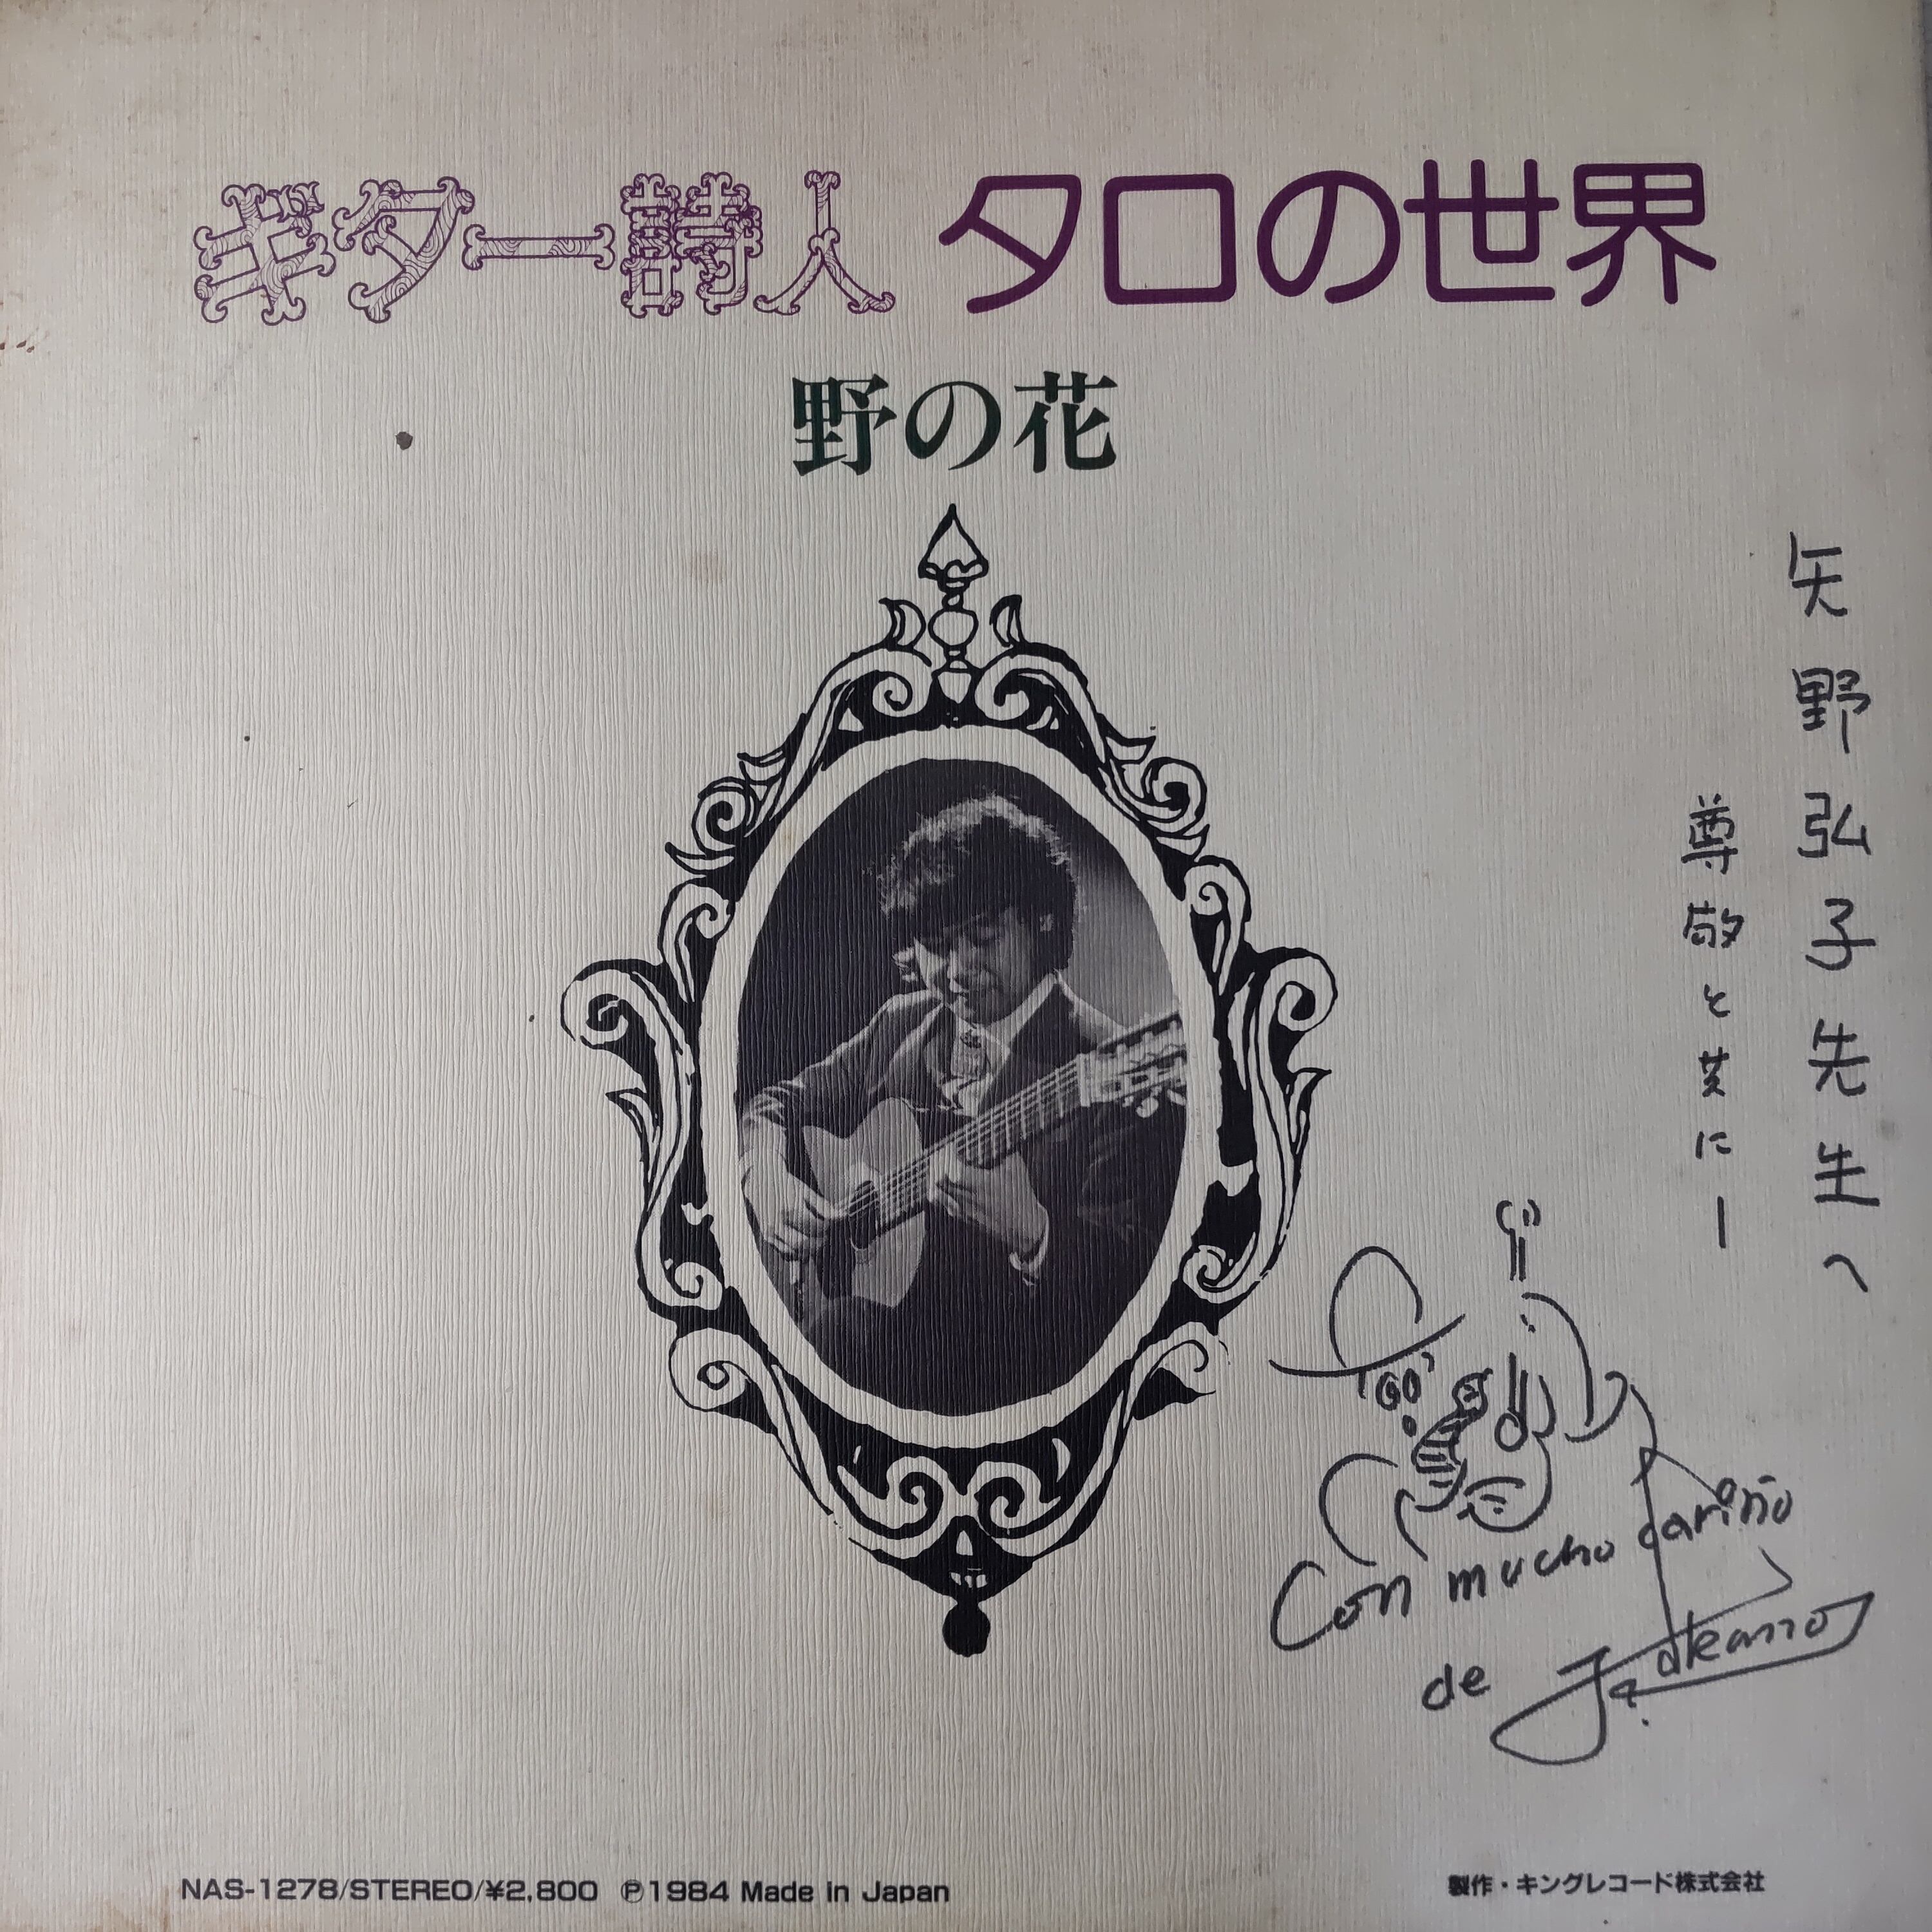 ギター詩人 タロの世界
野の花
矢野弘子先生へ
尊敬と共にー
Con mucho cariño
de
NAS-1278/STEREO/¥2,800 ℗1984 Made in Japan
製作・キングレコード株式会社